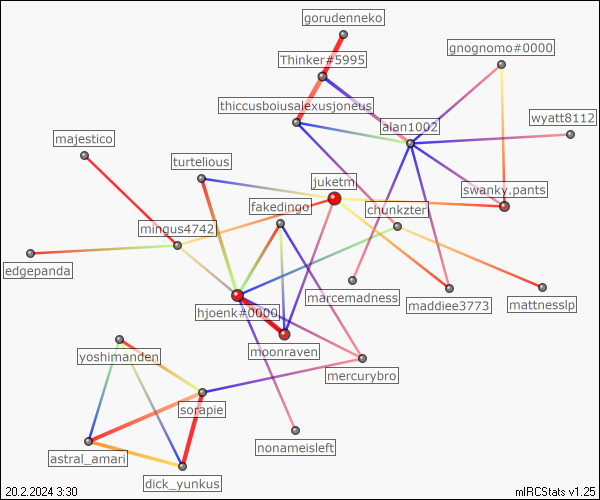 gorudenneko
gnognomo#0000
Thinker#5995
thiccusboiusalexusjoneus
wyatt8112
alan1002
majestico
turtelious
juketm
swanky.pants
fakedingo
chunkzter
mingus4742
edgepanda
marcemadness
maddiee3773
mattnesslp
hjoenk#0000
moonraven
yoshimanden
mercurybro
sorapie
nonameisleft
astral_amari
dick_yunkus
20.2.2024 3:30
mIRCStats v1.25